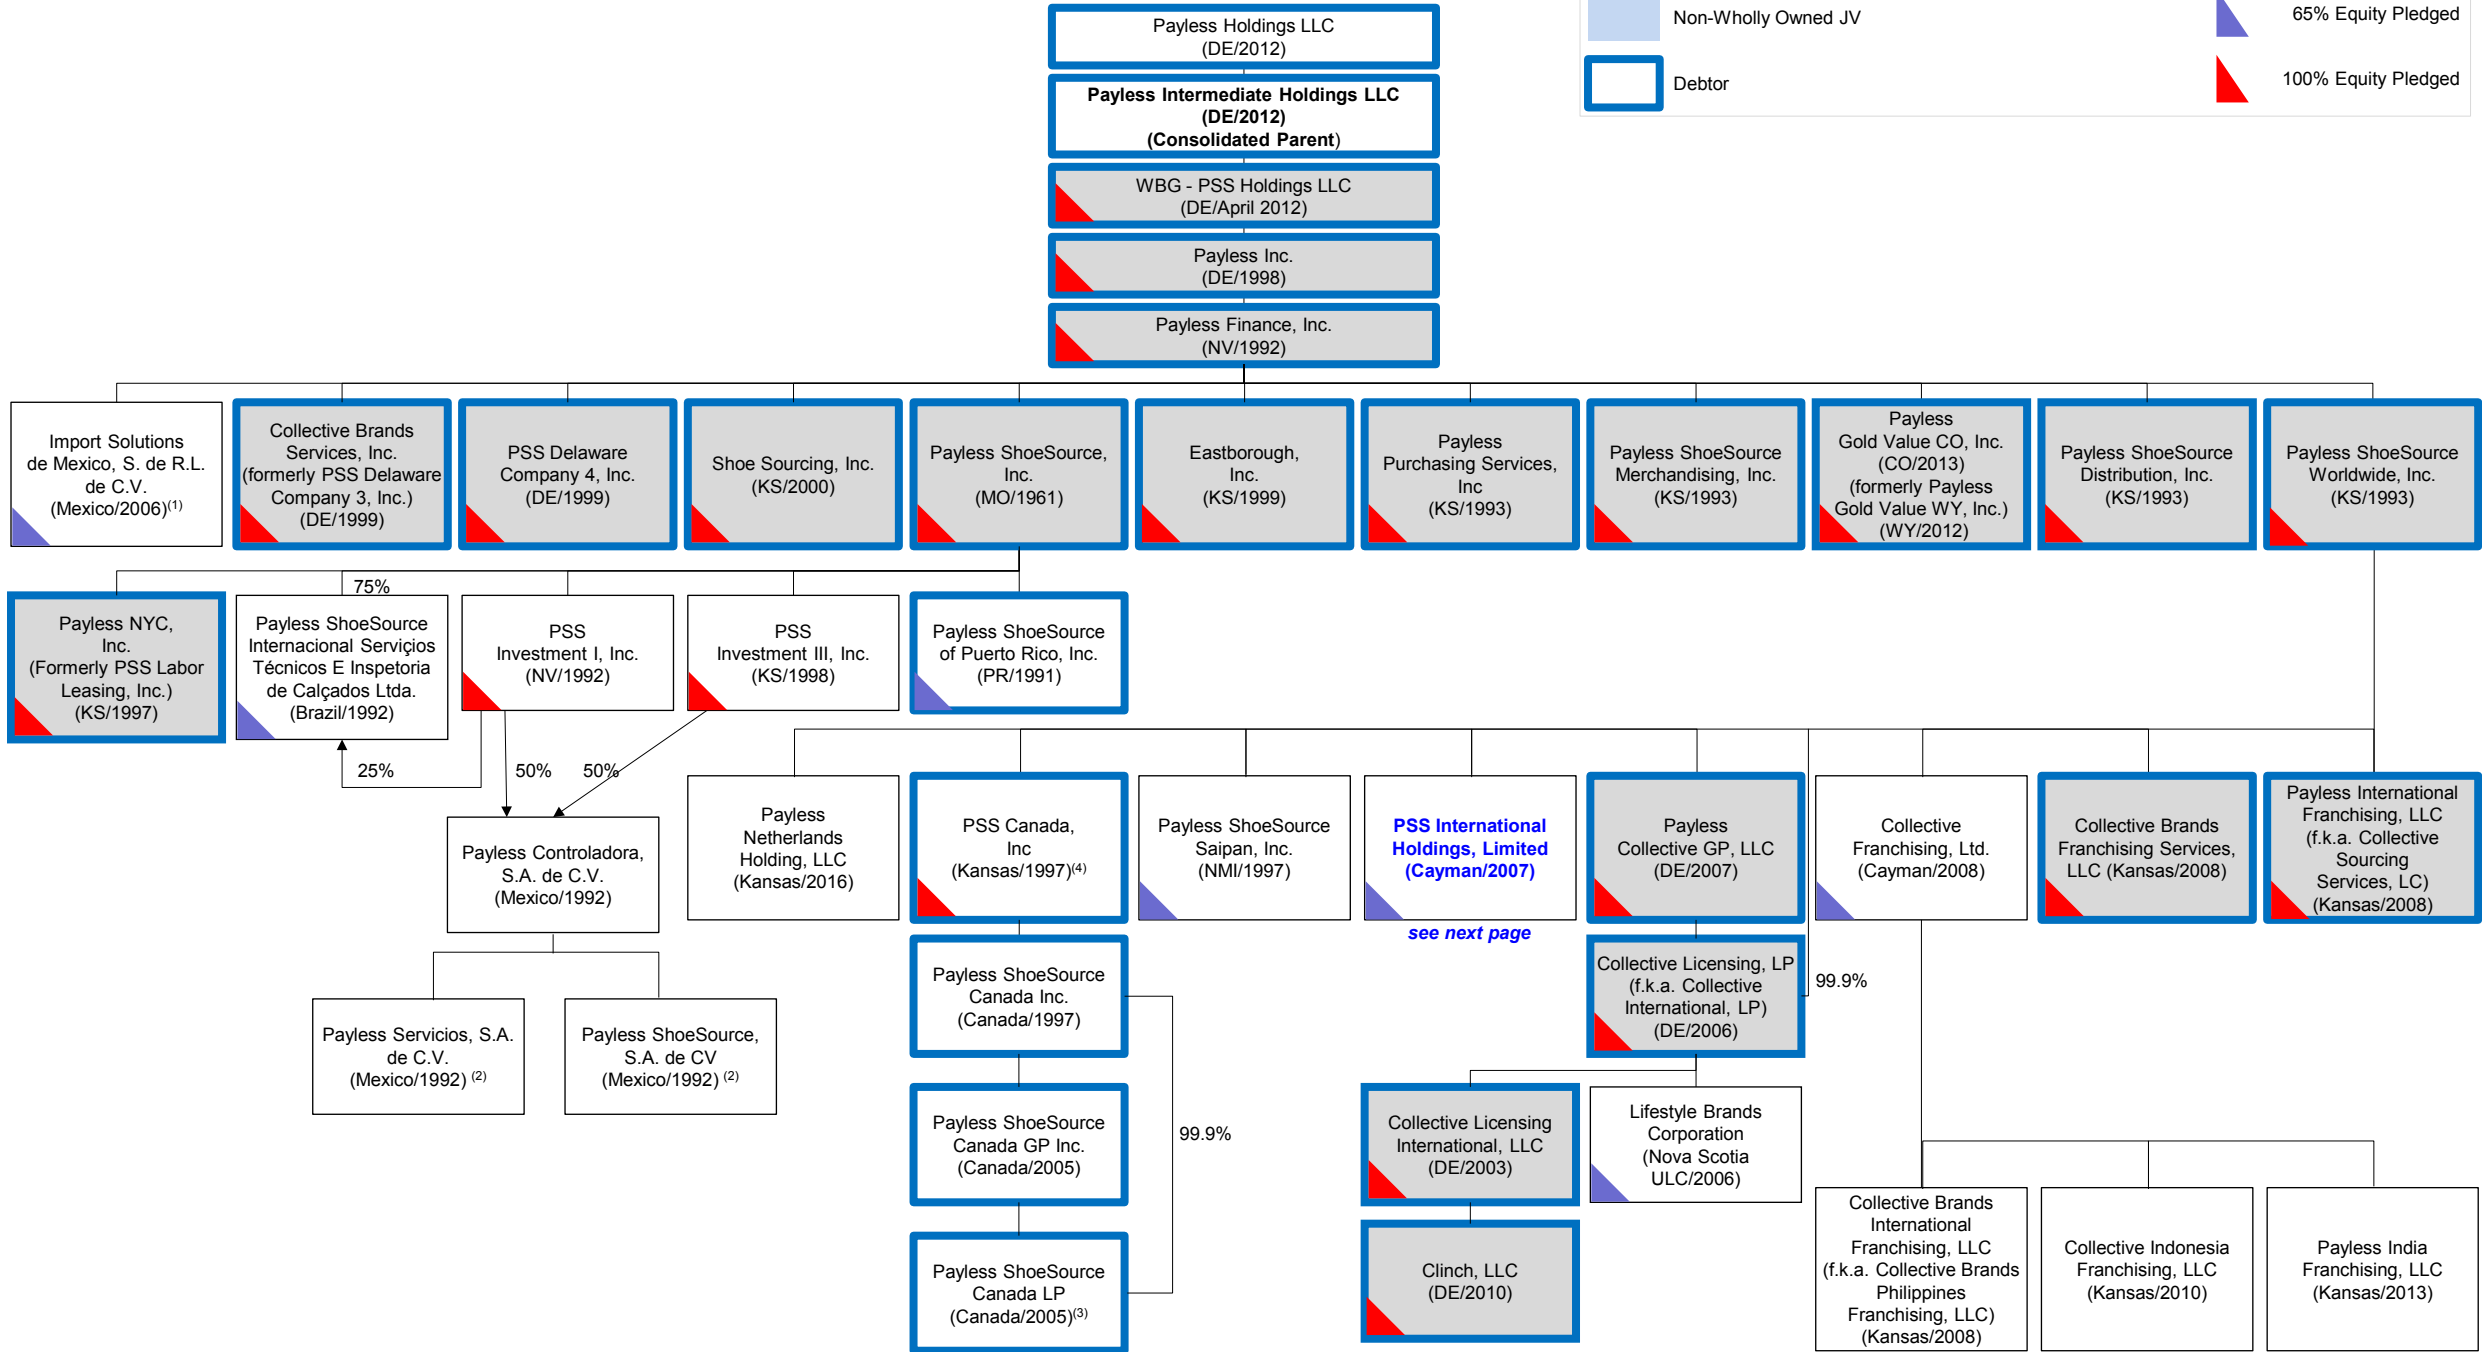 Payless Holdings LLC
(DE/2012)
Non-Wholly Owned JV
65% Equity Pledged
Debtor
100% Equity Pledged
Payless Intermediate Holdings LLC
(DE/2012)
(Consolidated Parent)
WBG - PSS Holdings LLC
(DE/April 2012)
Payless Inc.
(DE/1998)
Payless Finance, Inc.
(NV/1992)
Import Solutions
de Mexico, S. de R.L.
de C.V.
(Mexico/2006)(1)
Collective Brands
Services, Inc.
(formerly PSS Delaware
Company 3, Inc.)
(DE/1999)
PSS Delaware
Company 4, Inc.
(DE/1999)
Shoe Sourcing, Inc.
(KS/2000)
Payless ShoeSource,
Inc.
(MO/1961)
Eastborough,
Inc.
(KS/1999)
Payless
Purchasing Services,
Inc
(KS/1993)
Payless ShoeSource
Merchandising, Inc.
(KS/1993)
Payless
Gold Value CO, Inc.
(CO/2013)
(formerly Payless
Gold Value WY, Inc.)
(WY/2012)
Payless ShoeSource
Distribution, Inc.
(KS/1993)
Payless ShoeSource
Worldwide, Inc.
(KS/1993)
75%
Payless NYC,
Inc.
(Formerly PSS Labor
Leasing, Inc.)
(KS/1997)
Payless ShoeSource
Internacional Serviçios
Técnicos E Inspetoria
de Calçados Ltda.
(Brazil/1992)
PSS
Investment I, Inc.
(NV/1992)
PSS
Investment III, Inc.
(KS/1998)
Payless ShoeSource
of Puerto Rico, Inc.
(PR/1991)
25%
50%
50%
Payless Controladora,
S.A. de C.V.
(Mexico/1992)
Payless Servicios, S.A.
de C.V.
(Mexico/1992) (2)
Payless ShoeSource,
S.A. de CV
(Mexico/1992) (2)
Payless
Netherlands
Holding, LLC
(Kansas/2016)
PSS Canada,
Inc
(Kansas/1997)(4)
Payless ShoeSource
Saipan, Inc.
(NMI/1997)
PSS International
Holdings, Limited
(Cayman/2007)
see next page
Payless
Collective GP, LLC
(DE/2007)
Collective
Franchising, Ltd.
(Cayman/2008)
Collective Brands
Franchising Services,
LLC (Kansas/2008)
Payless International
Franchising, LLC
(f.k.a. Collective
Sourcing
Services, LC)
(Kansas/2008)
Payless ShoeSource
Canada Inc.
(Canada/1997)
Collective Licensing, LP
(f.k.a. Collective
International, LP)
(DE/2006)
99.9%
Payless ShoeSource
Canada GP Inc.
(Canada/2005)
99.9%
Collective Licensing
International, LLC
(DE/2003)
Lifestyle Brands
Corporation
(Nova Scotia
ULC/2006)
Payless ShoeSource
Canada LP
(Canada/2005)(3)
Clinch, LLC
(DE/2010)
Collective Brands
International
Franchising, LLC
(f.k.a. Collective Brands
Philippines
Franchising, LLC)
(Kansas/2008)
Collective Indonesia
Franchising, LLC
(Kansas/2010)
Payless India
Franchising, LLC
(Kansas/2013)